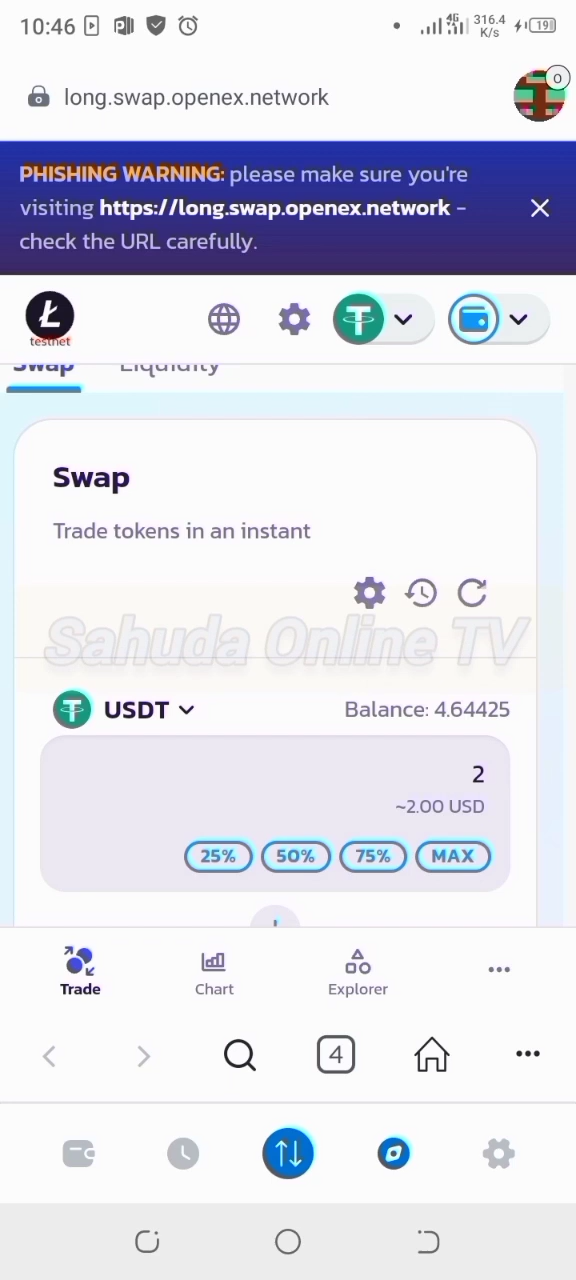 10:46
4G
316.4
K/s
19
long.swap.openex.network
0
PHISHING WARNING: please make sure you're
visiting https://long.swap.openex.network -
check the URL carefully.
testnet
Swap Liquidity
Swap
Trade tokens in an instant
Sahuda Online TV
USDT Balance: 4.64425
2
~2.00 USD
25% 50% 75% MAX
Trade Chart Explorer
4